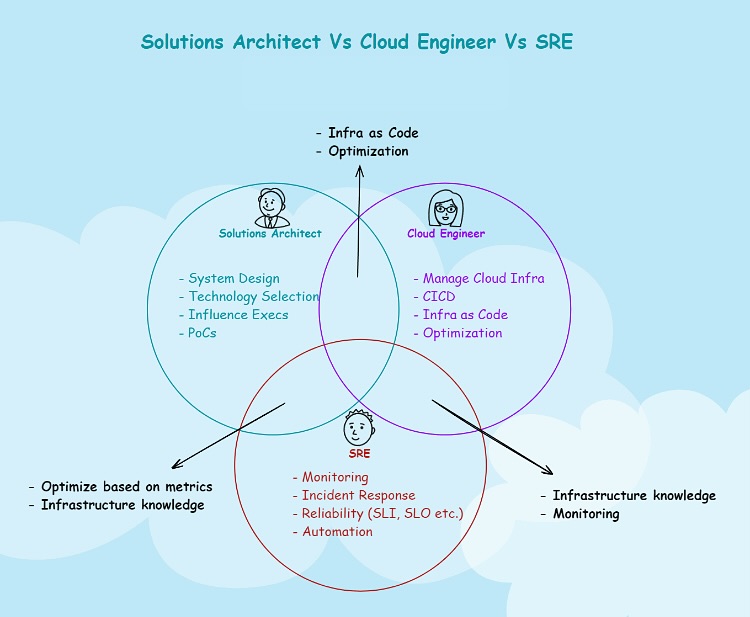 Solutions Architect Vs Cloud Engineer Vs SRE
- Infra as Code
- Optimization
Solutions Architect
- System Design
- Technology Selection
- Influence Execs
- PoCs
Cloud Engineer
- Manage Cloud Infra
- CICD
- Infra as Code
- Optimization
SRE
- Monitoring
- Incident Response
- Reliability (SLI, SLO etc.)
- Automation
- Optimize based on metrics
- Infrastructure knowledge
- Infrastructure knowledge
- Monitoring